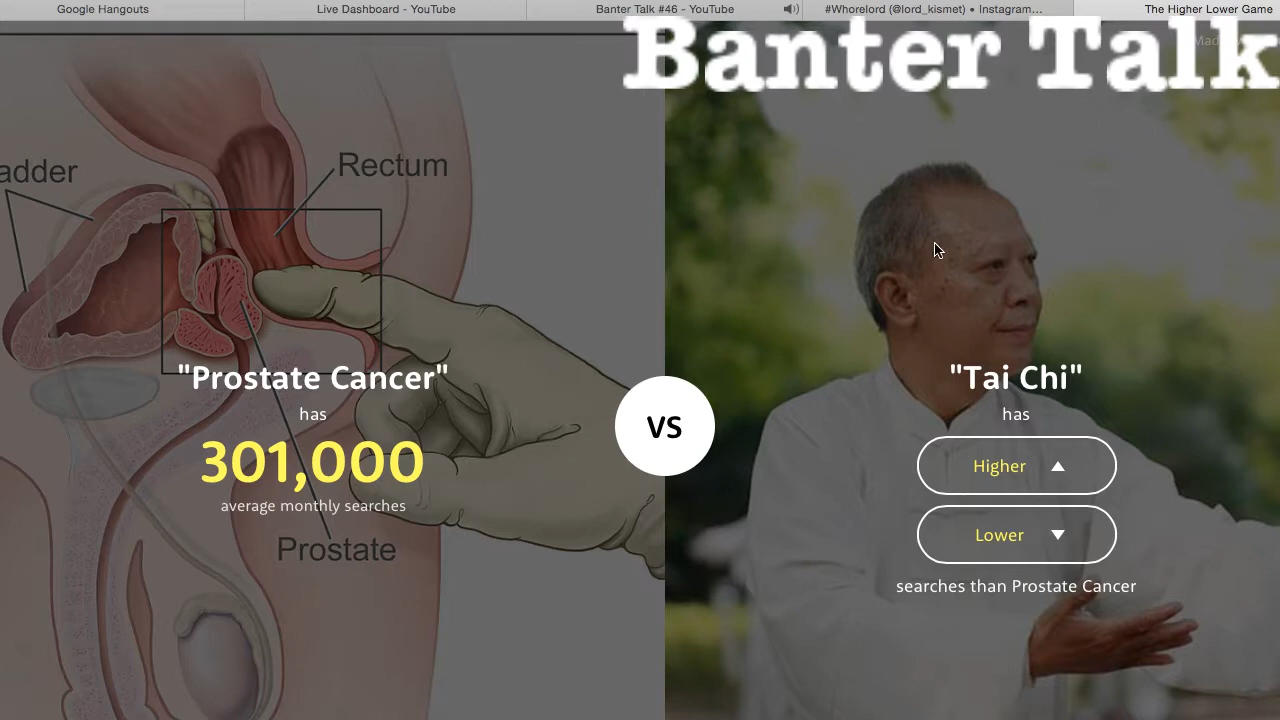 Google Hangouts
Live Dashboard - YouTube
Banter Talk #46 - YouTube
#Whorelord (@lord_kismet) • Instagram…
The Higher Lower Game
Banter Talk
adder
Rectum
"Prostate Cancer"
has
301,000
average monthly searches
Prostate
VS
"Tai Chi"
has
Higher
Lower
searches than Prostate Cancer